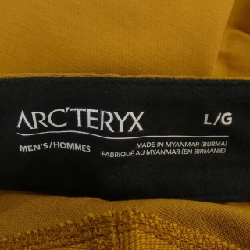 ARC'TERYX
L/G
MEN'S/HOMMES
MADE IN MYANMAR (BURMA)
FABRIQUÉ AU MYANMAR (EN BIRMANIE)